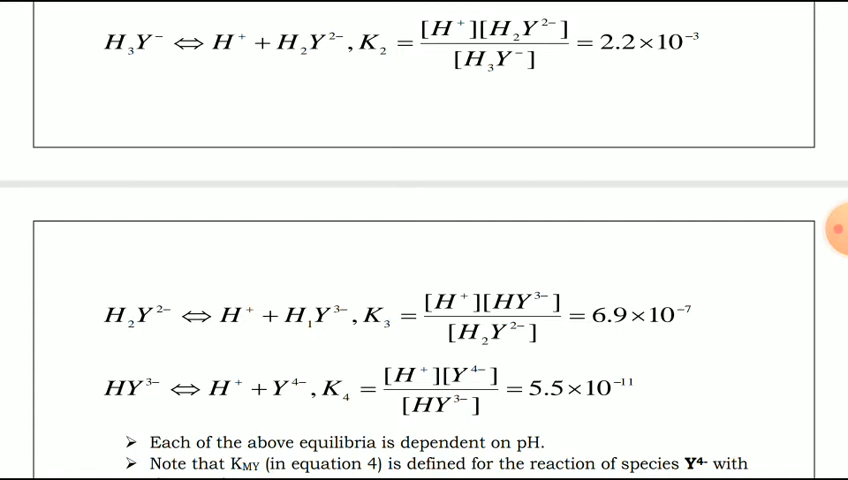 H₃Y⁻ ⇔ H⁺ + H₂Y²⁻, K₂ = [H⁺][H₂Y²⁻] / [H₃Y⁻] = 2.2×10⁻³
H₂Y²⁻ ⇔ H⁺ + H₁Y³⁻, K₃ = [H⁺][HY³⁻] / [H₂Y²⁻] = 6.9×10⁻⁷
HY³⁻ ⇔ H⁺ + Y⁴⁻, K₄ = [H⁺][Y⁴⁻] / [HY³⁻] = 5.5×10⁻¹¹
➢ Each of the above equilibria is dependent on pH.
➢ Note that K_MY (in equation 4) is defined for the reaction of species Y⁴⁻ with